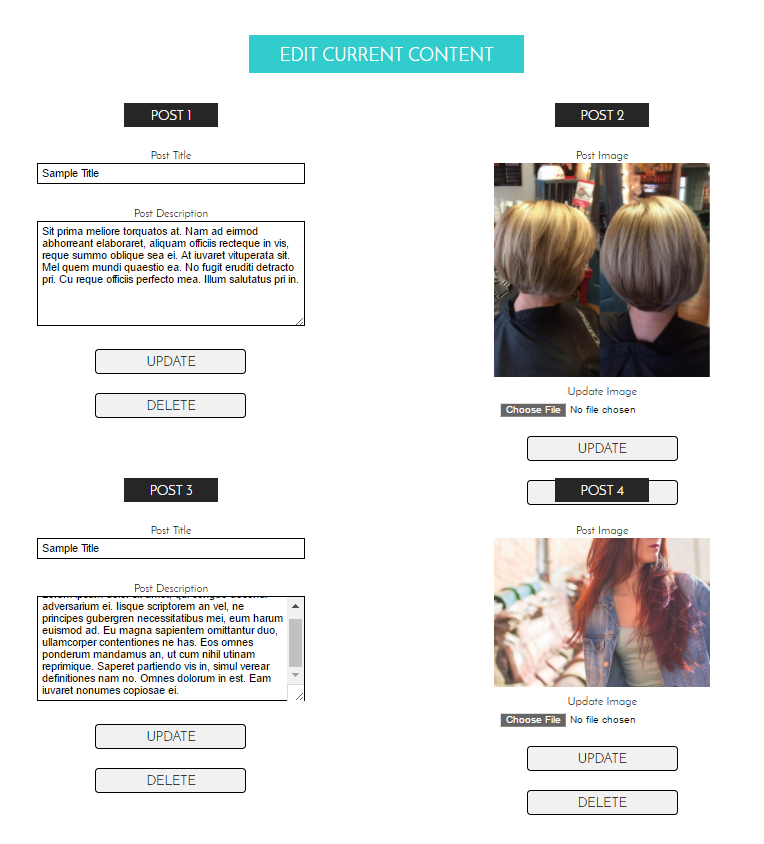 EDIT CURRENT CONTENT
POST 1
Post Title
Sample Title
Post Description
Sit prima meliore torquatos at. Nam ad eirmod
abhorreant elaboraret, aliquam officiis recteque in vis,
reque summo oblique sea ei. At iuvaret vituperata sit.
Mel quem mundi quaestio ea. No fugit eruditi detracto
pri. Cu reque officiis perfecto mea. Illum salutatus pri in.
UPDATE
DELETE
POST 2
Post Image
Update Image
Choose File No file chosen
UPDATE
POST 3
Post Title
Sample Title
Post Description
adversarium ei. Iisque scriptorem an vel, ne
principes gubergren necessitatibus mei, eum harum
euismod ad. Eu magna sapientem omittantur duo,
ullamcorper contentiones ne has. Eos omnes
ponderum mandamus an, ut cum nihil utinam
reprimique. Saperet partiendo vis in, simul verear
definitiones nam no. Omnes dolorum in est. Eam
iuvaret nonumes copiosae ei.
UPDATE
DELETE
POST 4
Post Image
Update Image
Choose File No file chosen
UPDATE
DELETE